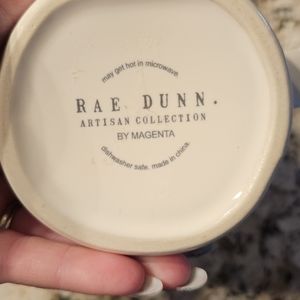 may get hot in microwave.
RAE DUNN.
ARTISAN COLLECTION
BY MAGENTA
dishwasher safe. made in china.